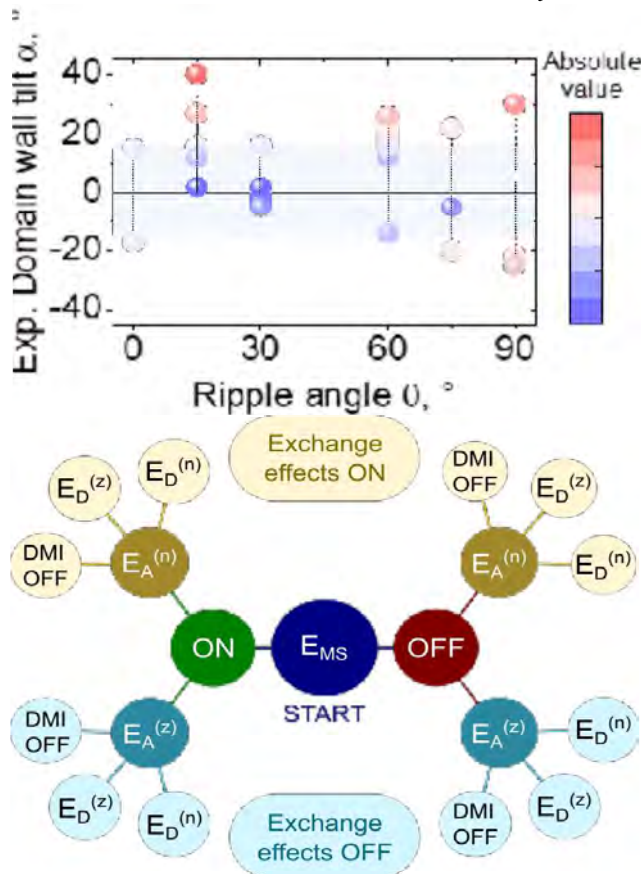 Exp. Domain wall tilt α, °
40
20
0
-20
-40
0
30
60
90
Ripple angle θ, °
Absolute
value
Exchange
effects ON
E_D^(z)
E_D^(n)
DMI
OFF
E_A^(n)
DMI
OFF
E_D^(z)
E_A^(n)
E_D^(n)
ON
E_MS
OFF
START
DMI
OFF
E_A^(z)
E_D^(z)
E_D^(n)
E_A^(z)
E_D^(n)
DMI
OFF
E_D^(z)
Exchange
effects OFF